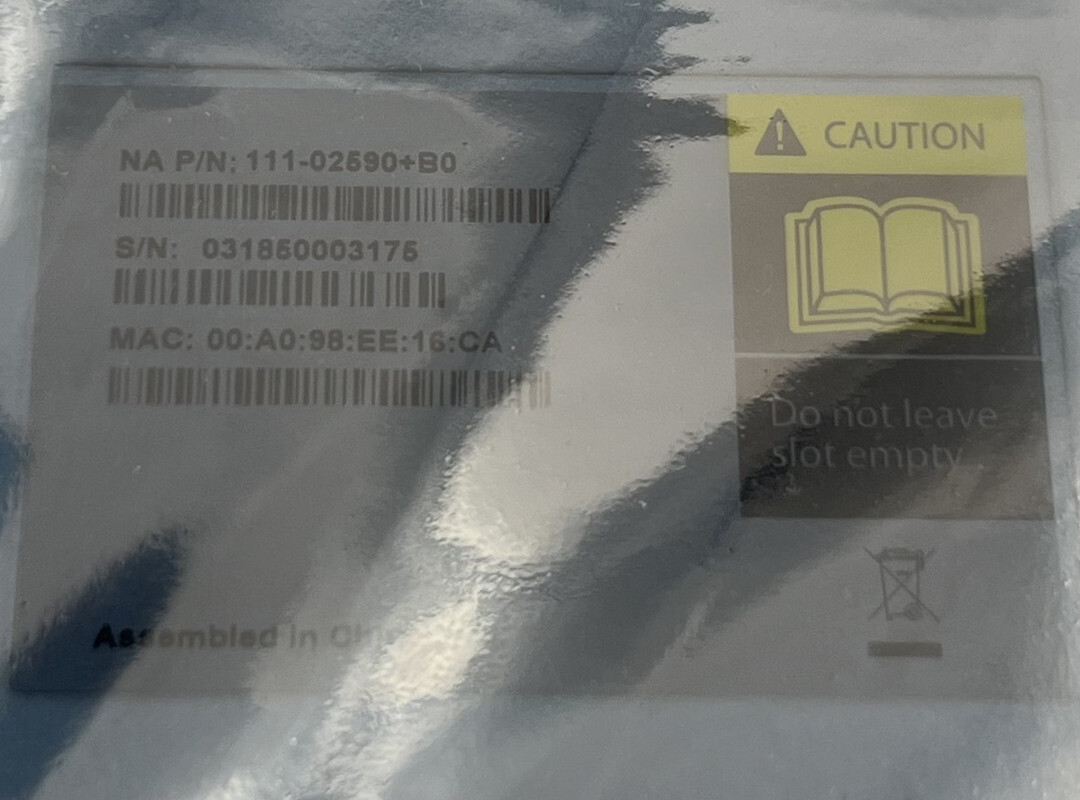 NA P/N: 111-02590+B0
S/N: 031850003175
MAC: 00:A0:98:EE:16:CA
Assembled in
CAUTION
Do not leave
slot empty